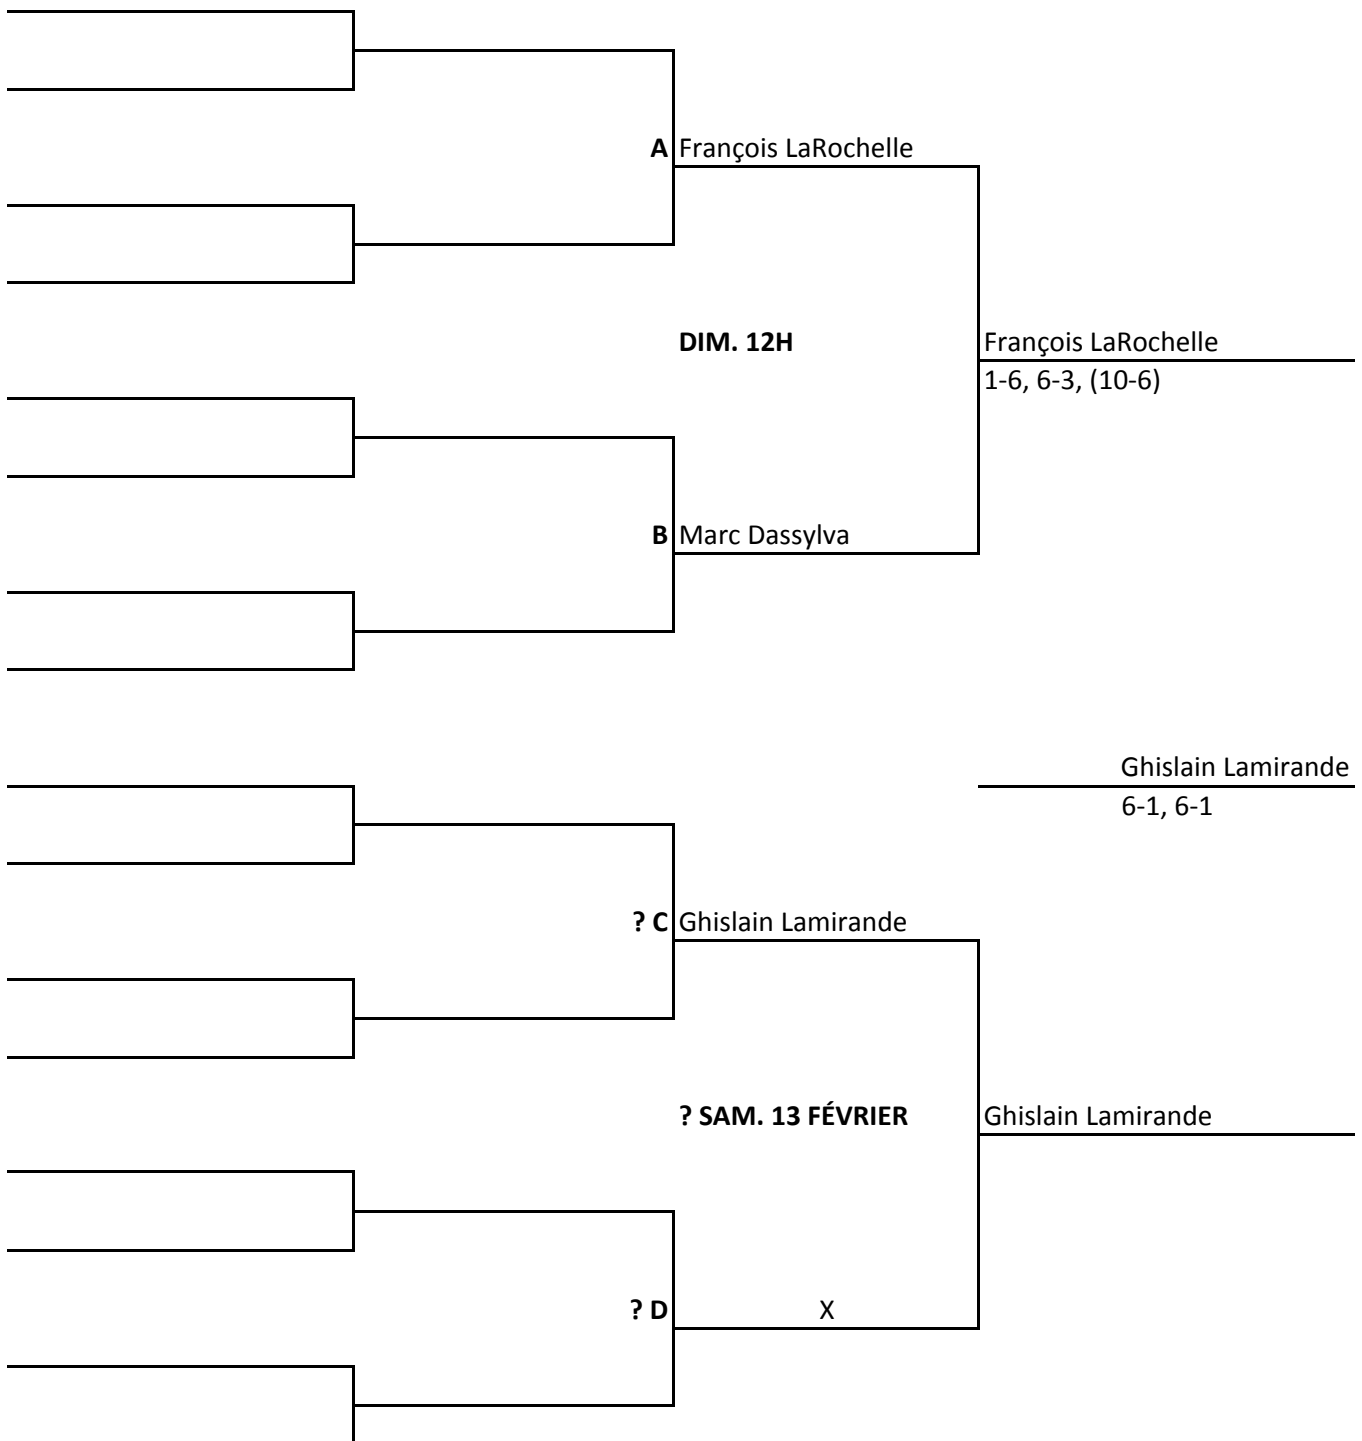 A François LaRochelle
DIM. 12H
François LaRochelle
1-6, 6-3, (10-6)
B Marc Dassylva
Ghislain Lamirande
6-1, 6-1
? C Ghislain Lamirande
? SAM. 13 FÉVRIER
Ghislain Lamirande
? D X